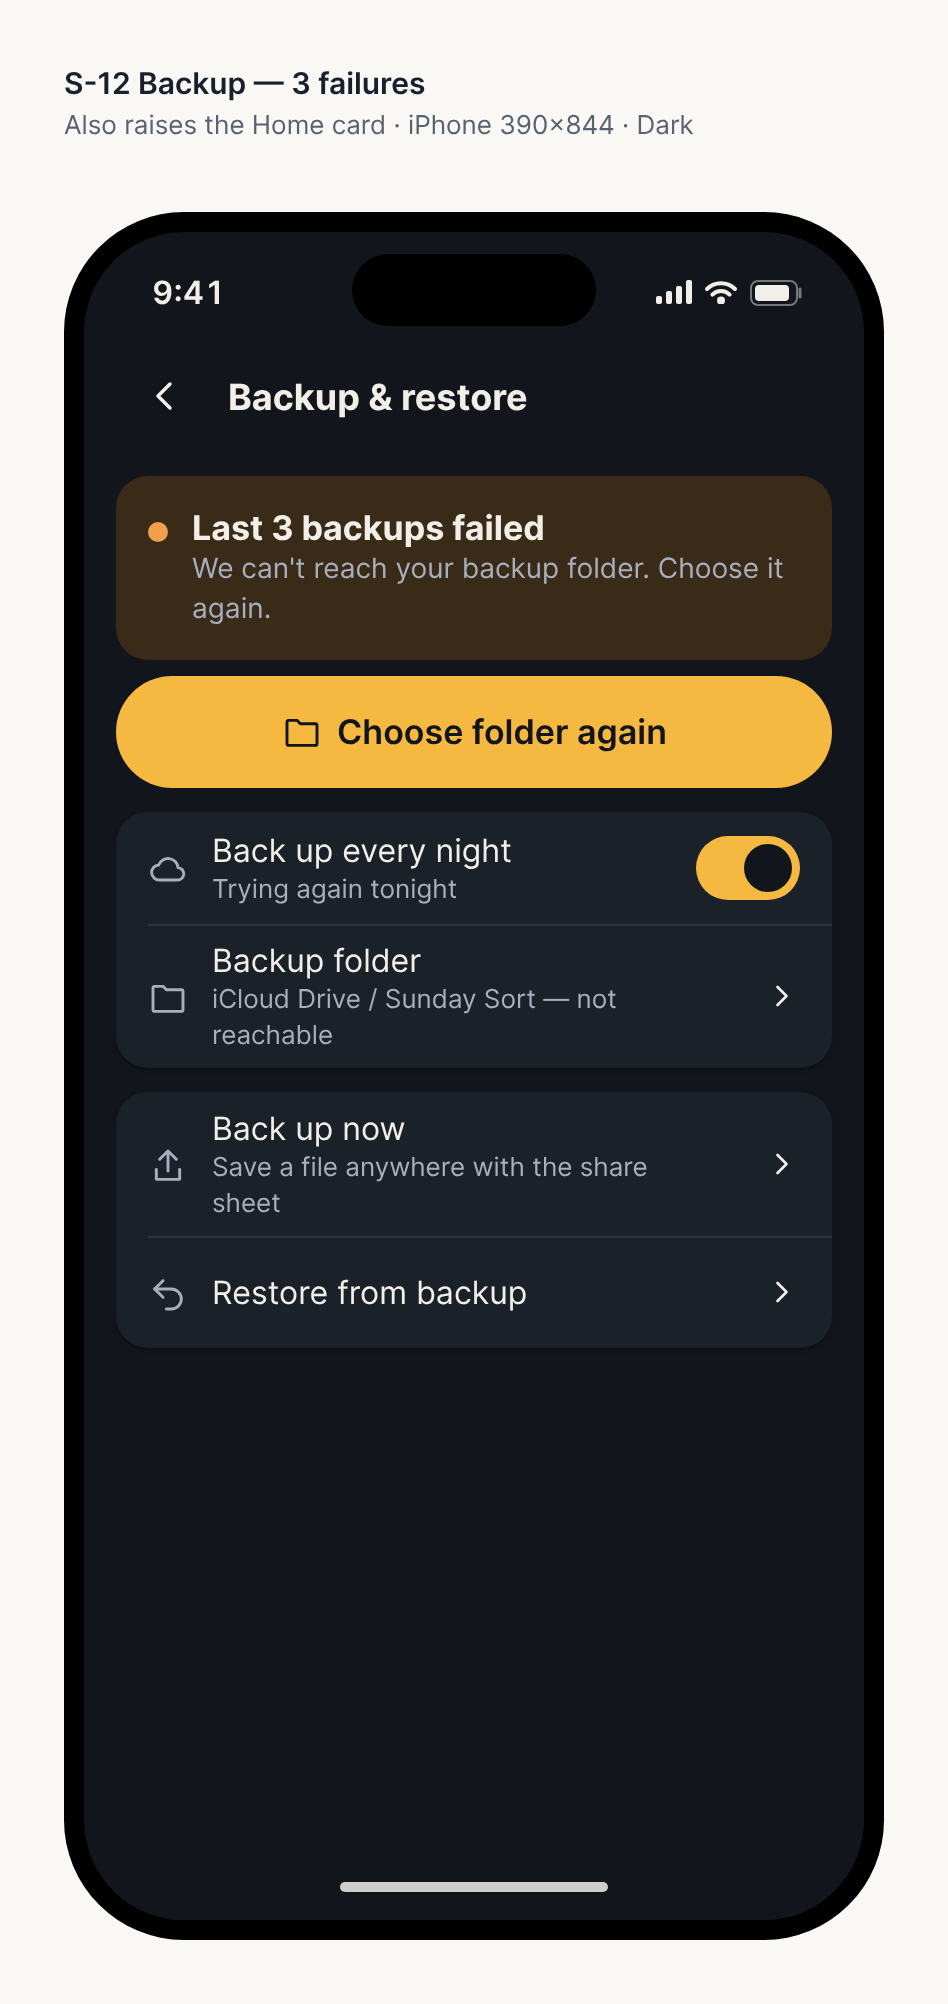 S-12 Backup — 3 failures
Also raises the Home card · iPhone 390×844 · Dark
9:41
Backup & restore
Last 3 backups failed
We can't reach your backup folder. Choose it
again.
Choose folder again
Back up every night
Trying again tonight
Backup folder
iCloud Drive / Sunday Sort — not
reachable
Back up now
Save a file anywhere with the share
sheet
Restore from backup